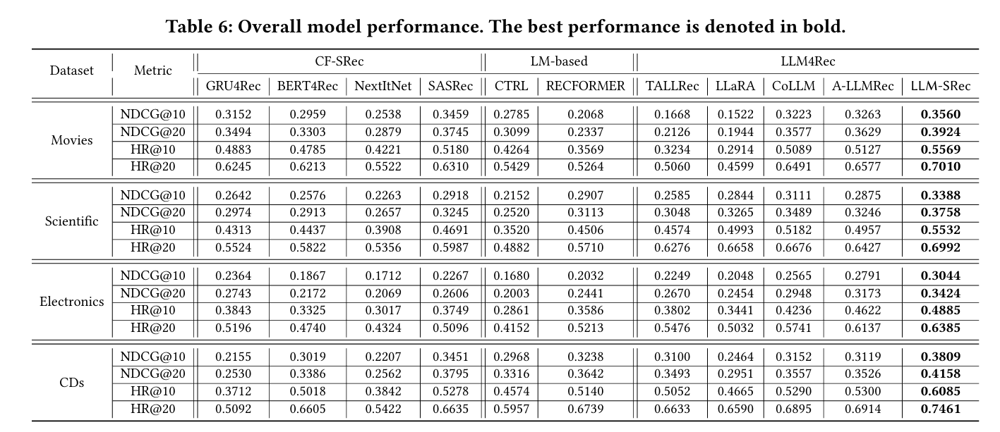 Table 6: Overall model performance. The best performance is denoted in bold.
Dataset Metric CF-SRec LM-based LLM4Rec
GRU4Rec BERT4Rec NextItNet SASRec CTRL RECFORMER TALLRec LLaRA CoLLM A-LLMRec LLM-SRec
Movies
NDCG@10 0.3152 0.2959 0.2538 0.3459 0.2785 0.2068 0.1668 0.1522 0.3223 0.3263 0.3560
NDCG@20 0.3494 0.3303 0.2879 0.3745 0.3099 0.2337 0.2126 0.1944 0.3577 0.3629 0.3924
HR@10 0.4883 0.4785 0.4221 0.5180 0.4264 0.3569 0.3234 0.2914 0.5089 0.5127 0.5569
HR@20 0.6245 0.6213 0.5522 0.6310 0.5429 0.5264 0.5060 0.4599 0.6491 0.6577 0.7010
Scientific
NDCG@10 0.2642 0.2576 0.2263 0.2918 0.2152 0.2907 0.2585 0.2844 0.3111 0.2875 0.3388
NDCG@20 0.2974 0.2913 0.2657 0.3245 0.2520 0.3113 0.3048 0.3265 0.3489 0.3246 0.3758
HR@10 0.4313 0.4437 0.3908 0.4691 0.3520 0.4506 0.4574 0.4993 0.5182 0.4957 0.5532
HR@20 0.5524 0.5822 0.5356 0.5987 0.4882 0.5710 0.6276 0.6658 0.6676 0.6427 0.6992
Electronics
NDCG@10 0.2364 0.1867 0.1712 0.2267 0.1680 0.2032 0.2249 0.2048 0.2565 0.2791 0.3044
NDCG@20 0.2743 0.2172 0.2069 0.2606 0.2003 0.2441 0.2670 0.2454 0.2948 0.3173 0.3424
HR@10 0.3843 0.3325 0.3017 0.3749 0.2861 0.3586 0.3802 0.3441 0.4236 0.4622 0.4885
HR@20 0.5196 0.4740 0.4324 0.5096 0.4152 0.5213 0.5476 0.5032 0.5741 0.6137 0.6385
CDs
NDCG@10 0.2155 0.3019 0.2207 0.3451 0.2968 0.3238 0.3100 0.2464 0.3152 0.3119 0.3809
NDCG@20 0.2530 0.3386 0.2562 0.3795 0.3316 0.3642 0.3493 0.2951 0.3557 0.3526 0.4158
HR@10 0.3712 0.5018 0.3842 0.5278 0.4574 0.5140 0.5052 0.4665 0.5290 0.5300 0.6085
HR@20 0.5092 0.6605 0.5422 0.6635 0.5957 0.6739 0.6633 0.6590 0.6895 0.6914 0.7461